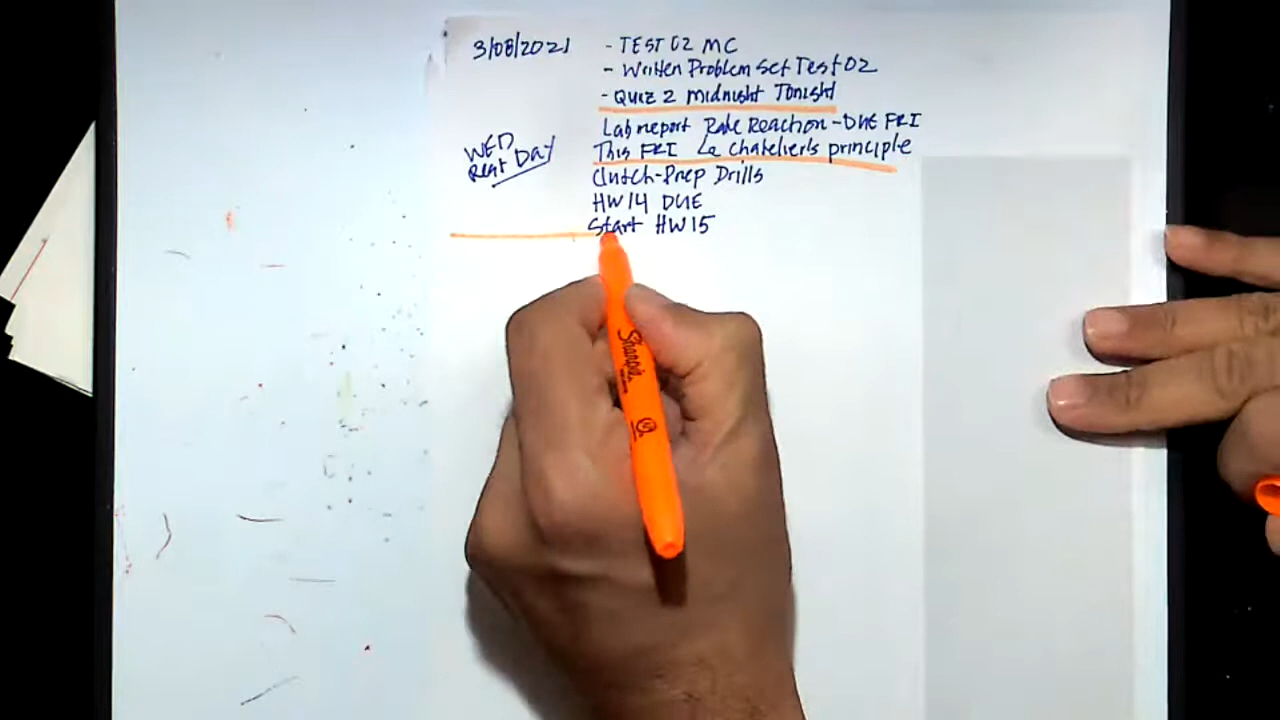 3/08/2021 - TEST 02 MC
- Written Problem Set Test 02
- Quiz 2 Midnight Tonight
Lab report Rate Reaction - DUE FRI
This FRI Le Chatelier's principle
WED
Rest Day
Clutch-Prep Drills
HW14 DUE
Start HW15
Sharpie